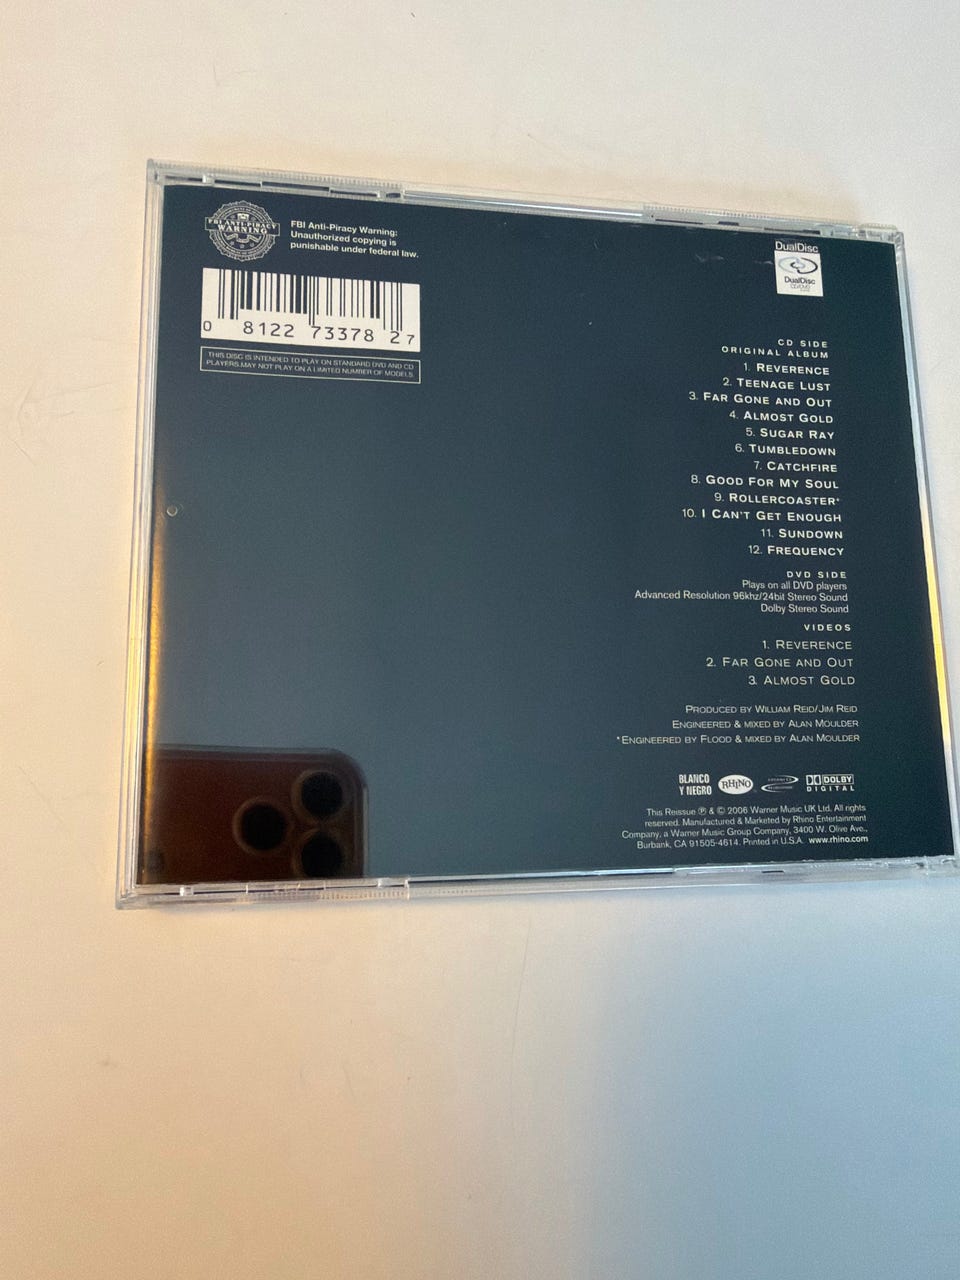 FBI ANTI-PIRACY
WARNING
FBI Anti-Piracy Warning:
Unauthorized copying is
punishable under federal law.
0 8122 73378 27
THIS DISC IS INTENDED TO PLAY ON STANDARD DVD AND CD
PLAYERS. MAY NOT PLAY ON A LIMITED NUMBER OF MODELS.
DualDisc
DualDisc
CD/DVD
CD SIDE
ORIGINAL ALBUM
1. REVERENCE
2. TEENAGE LUST
3. FAR GONE AND OUT
4. ALMOST GOLD
5. SUGAR RAY
6. TUMBLEDOWN
7. CATCHFIRE
8. GOOD FOR MY SOUL
9. ROLLERCOASTER*
10. I CAN'T GET ENOUGH
11. SUNDOWN
12. FREQUENCY
DVD SIDE
Plays on all DVD players
Advanced Resolution 96khz/24bit Stereo Sound
Dolby Stereo Sound
VIDEOS
1. REVERENCE
2. FAR GONE AND OUT
3. ALMOST GOLD
PRODUCED BY WILLIAM REID/JIM REID
ENGINEERED & MIXED BY ALAN MOULDER
*ENGINEERED BY FLOOD & MIXED BY ALAN MOULDER
BLANCO
Y NEGRO
RHINO
DOLBY
DIGITAL
This Reissue ℗ & © 2006 Warner Music UK Ltd. All rights
reserved. Manufactured & Marketed by Rhino Entertainment
Company, a Warner Music Group Company, 3400 W. Olive Ave.,
Burbank, CA 91505-4614. Printed in U.S.A. www.rhino.com